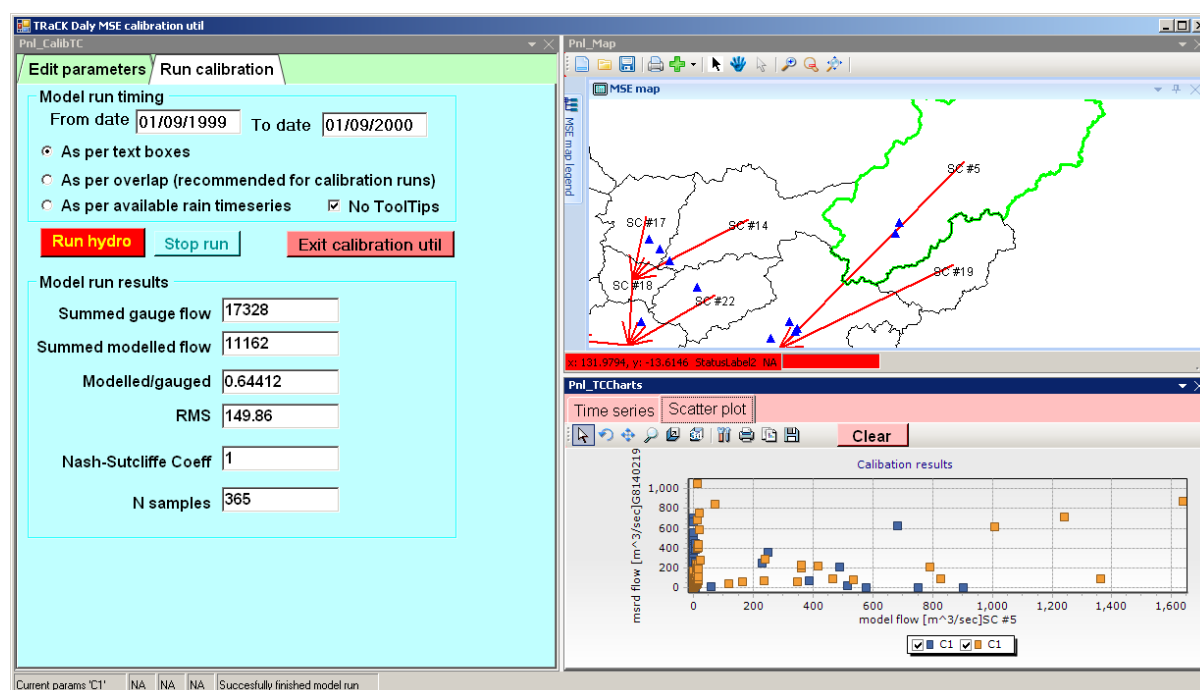 TRaCK Daly MSE calibration util
Pnl_CalibTC
Edit parameters
Run calibration
Model run timing
From date 01/09/1999 To date 01/09/2000
As per text boxes
As per overlap (recommended for calibration runs)
As per available rain timeseries No ToolTips
Run hydro Stop run Exit calibration util
Model run results
Summed gauge flow 17328
Summed modelled flow 11162
Modelled/gauged 0.64412
RMS 149.86
Nash-Sutcliffe Coeff 1
N samples 365
Pnl_Map
MSE map
MSE map legend
SC #5
SC #17
SC #14
SC #19
SC #18
SC #22
x: 131.9794, y: -13.6146 StatusLabel2 NA
Pnl_TCCharts
Time series Scatter plot
Clear
Calibation results
msrd flow [m^3/sec]G8140219
1,000
800
600
400
200
0
0 200 400 600 800 1,000 1,200 1,400 1,600
model flow [m^3/sec]SC #5
C1 C1
Current params 'C1' NA NA NA Succesfully finished model run